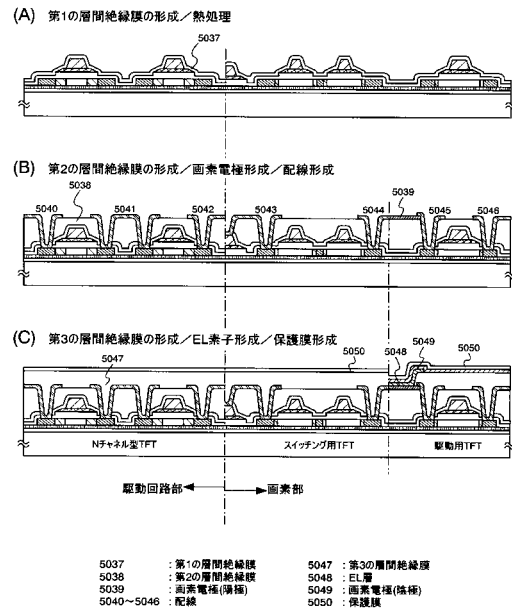 (A) 第1の層間絶縁膜の形成/熱処理
5037
(B) 第2の層間絶縁膜の形成/画素電極形成/配線形成
5038
5039
5040 5041 5042 5043 5044 5045 5046
(C) 第3の層間絶縁膜の形成/EL素子形成/保護膜形成
5047
5050 5048 5049 5050
Nチャネル型TFT スイッチング用TFT 駆動用TFT
駆動回路部 画素部
5037 :第1の層間絶縁膜 5047 :第3の層間絶縁膜
5038 :第2の層間絶縁膜 5048 :EL層
5039 :画素電極(陽極) 5049 :画素電極(陰極)
5040~5046 :配線 5050 :保護膜